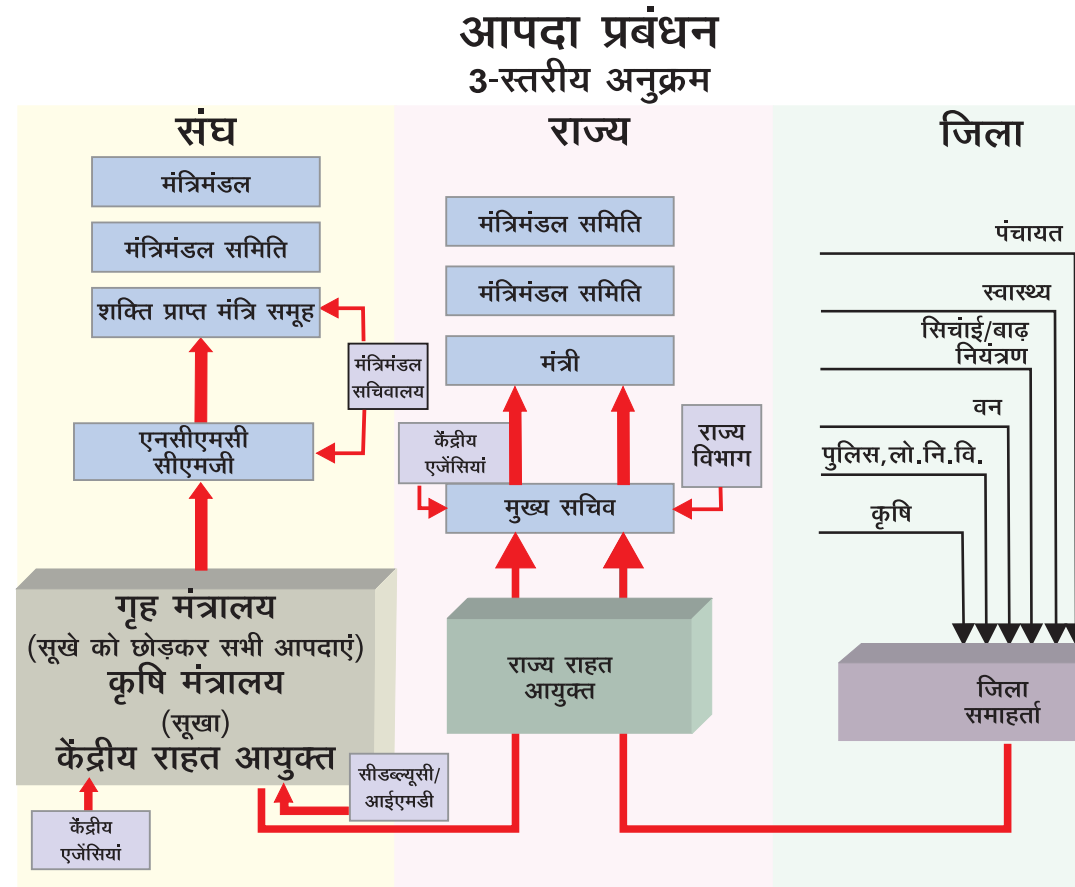 आपदा प्रबंधन
3-स्तरीय अनुक्रम
संघ
मंत्रिमंडल
मंत्रिमंडल समिति
शक्ति प्राप्त मंत्रि समूह
मंत्रिमंडल
सचिवालय
एनसीएमसी
सीएमजी
गृह मंत्रालय
(सूखे को छोड़कर सभी आपदाएं)
कृषि मंत्रालय
(सूखा)
केंद्रीय राहत आयुक्त
सीडब्ल्यूसी/
आईएमडी
केंद्रीय
एजेंसियां
राज्य
मंत्रिमंडल समिति
मंत्रिमंडल समिति
मंत्री
केंद्रीय
एजेंसियां
राज्य
विभाग
मुख्य सचिव
राज्य राहत
आयुक्त
जिला
पंचायत
स्वास्थ्य
सिचांई/बाढ़
नियंत्रण
वन
पुलिस,लो.नि.वि.
कृषि
जिला
समाहर्ता